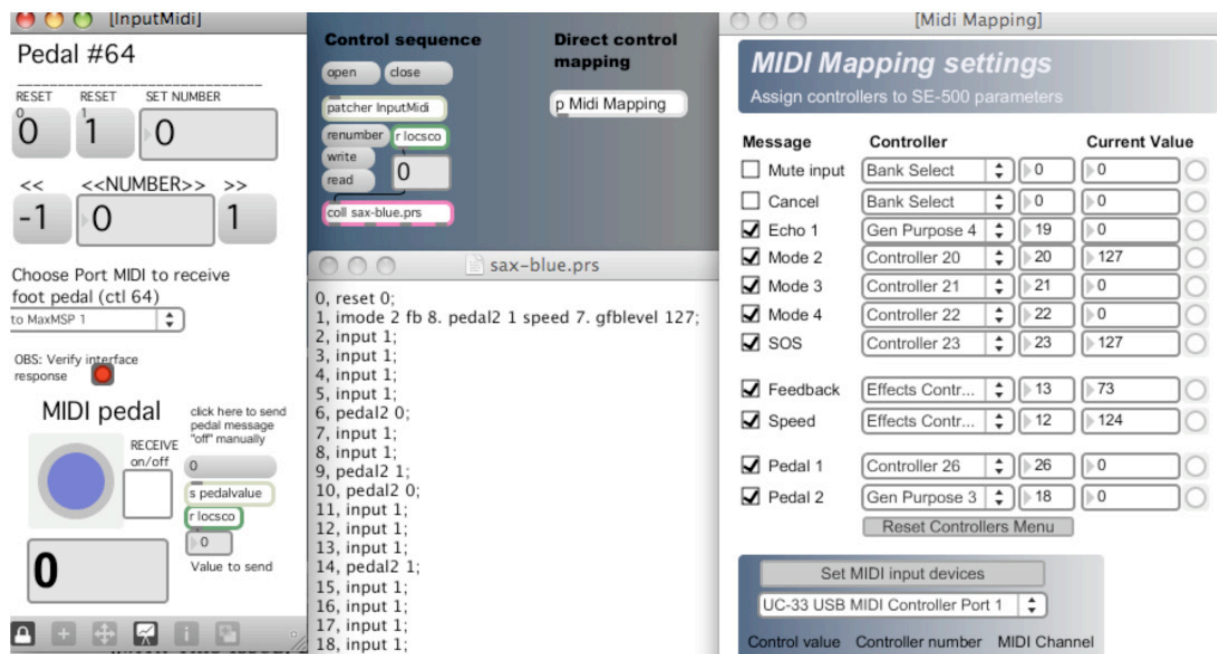 [InputMidi]
Pedal #64
RESET RESET SET NUMBER
0 1
0 1 0
<< <<NUMBER>> >>
-1 0 1
Choose Port MIDI to receive
foot pedal (ctl 64)
to MaxMSP 1
OBS: Verify interface
response
MIDI pedal
click here to send
pedal message
"off" manually
RECEIVE
on/off
0
s pedalvalue
r locsco
0
Value to send
0
Control sequence
open close
patcher InputMidi
renumber r locsco
write
read 0
coll sax-blue.prs
Direct control
mapping
p Midi Mapping
sax-blue.prs
0, reset 0;
1, imode 2 fb 8. pedal2 1 speed 7. gfblevel 127;
2, input 1;
3, input 1;
4, input 1;
5, input 1;
6, pedal2 0;
7, input 1;
8, input 1;
9, pedal2 1;
10, pedal2 0;
11, input 1;
12, input 1;
13, input 1;
14, pedal2 1;
15, input 1;
16, input 1;
17, input 1;
18, input 1;
[Midi Mapping]
MIDI Mapping settings
Assign controllers to SE-500 parameters
Message Controller Current Value
Mute input Bank Select 0 0
Cancel Bank Select 0 0
Echo 1 Gen Purpose 4 19 0
Mode 2 Controller 20 20 127
Mode 3 Controller 21 21 0
Mode 4 Controller 22 22 0
SOS Controller 23 23 127
Feedback Effects Contr... 13 73
Speed Effects Contr... 12 124
Pedal 1 Controller 26 26 0
Pedal 2 Gen Purpose 3 18 0
Reset Controllers Menu
Set MIDI input devices
UC-33 USB MIDI Controller Port 1
Control value Controller number MIDI Channel